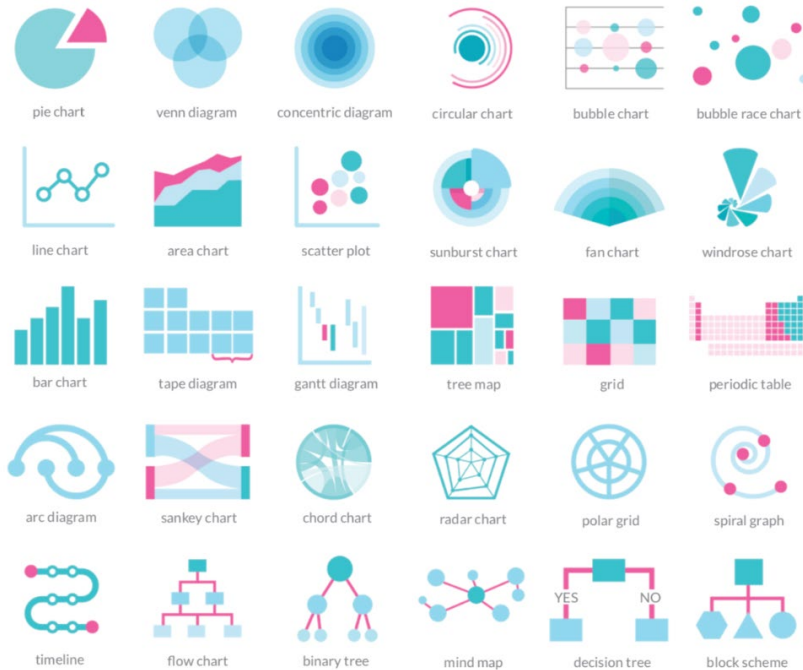 pie chart
venn diagram
concentric diagram
circular chart
bubble chart
bubble race chart
line chart
area chart
scatter plot
sunburst chart
fan chart
windrose chart
bar chart
tape diagram
gantt diagram
tree map
grid
periodic table
arc diagram
sankey chart
chord chart
radar chart
polar grid
spiral graph
YES
NO
timeline
flow chart
binary tree
mind map
decision tree
block scheme